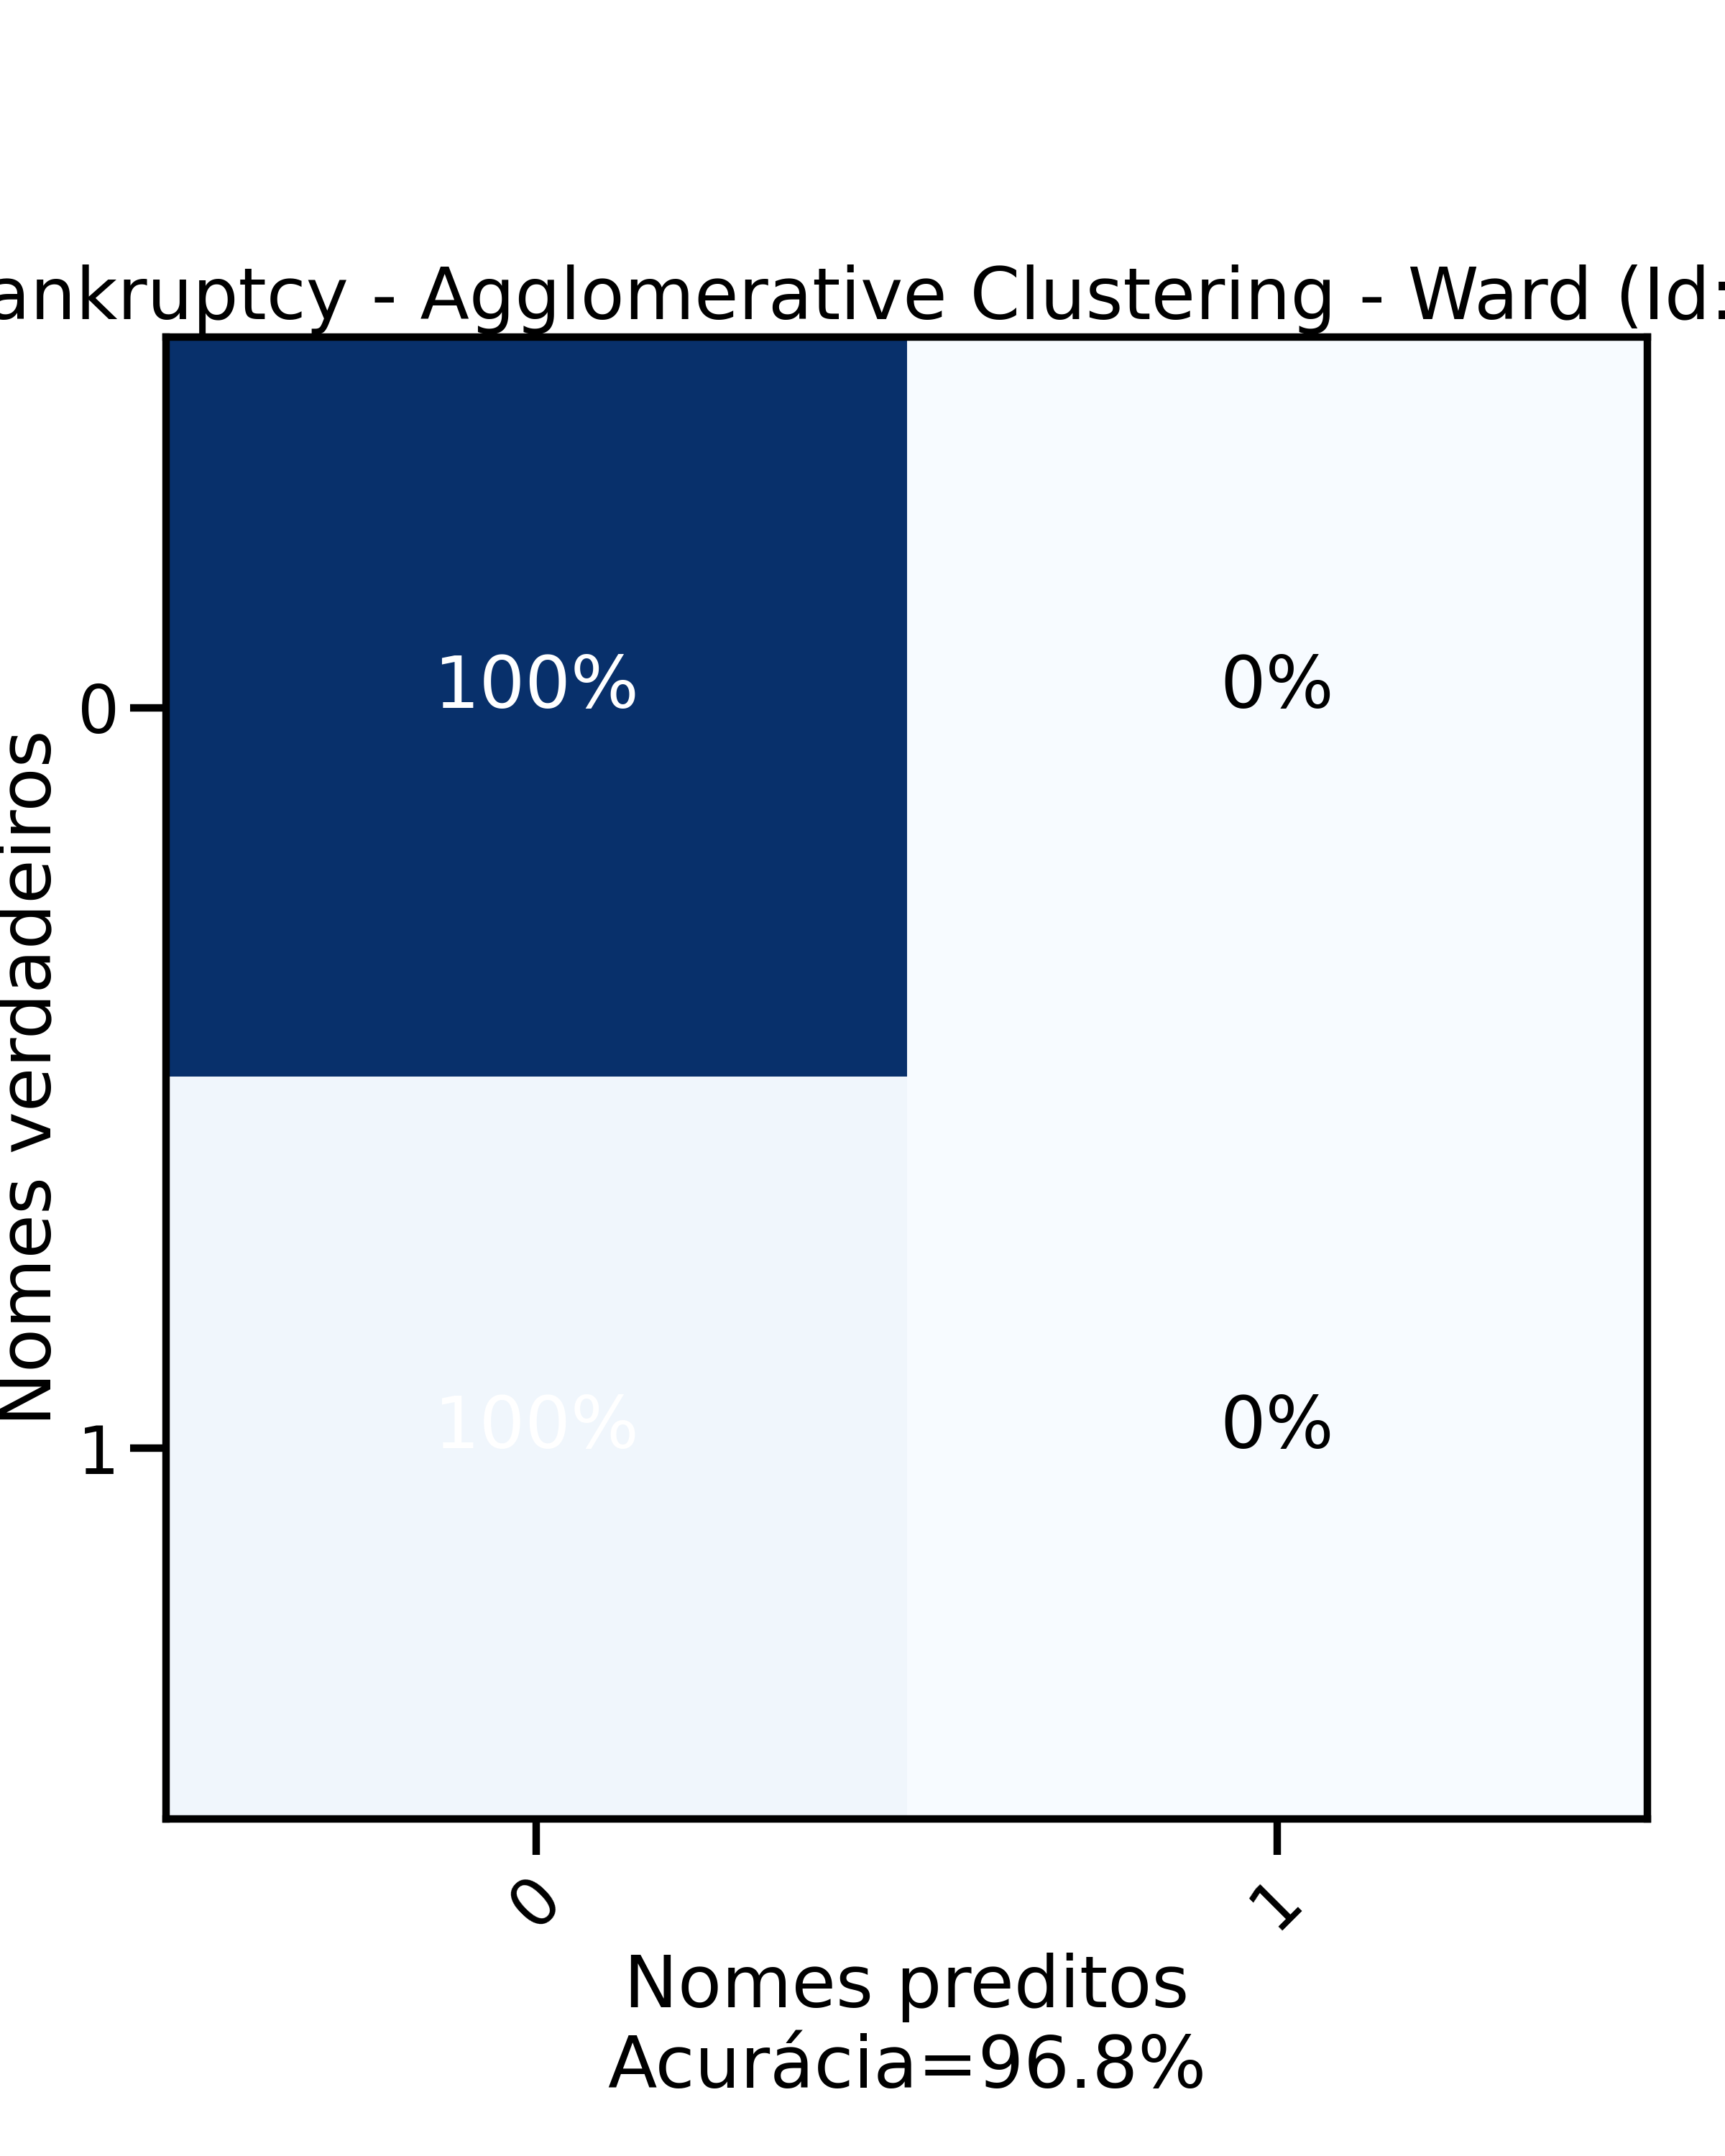 ankruptcy - Agglomerative Clustering - Ward (Id:
100%
0%
0
Nomes verdadeiros
100%
0%
1
0
1
Nomes preditos
Acurácia=96.8%